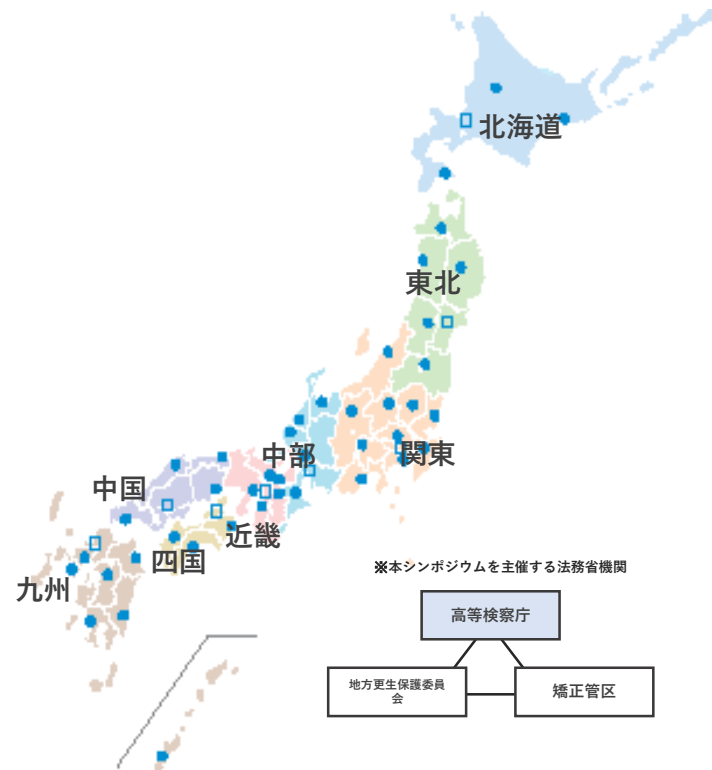 北海道
東北
関東
中部
中国
近畿
四国
九州
※本シンポジウムを主催する法務省機関
高等検察庁
地方更生保護委員
会
矯正管区